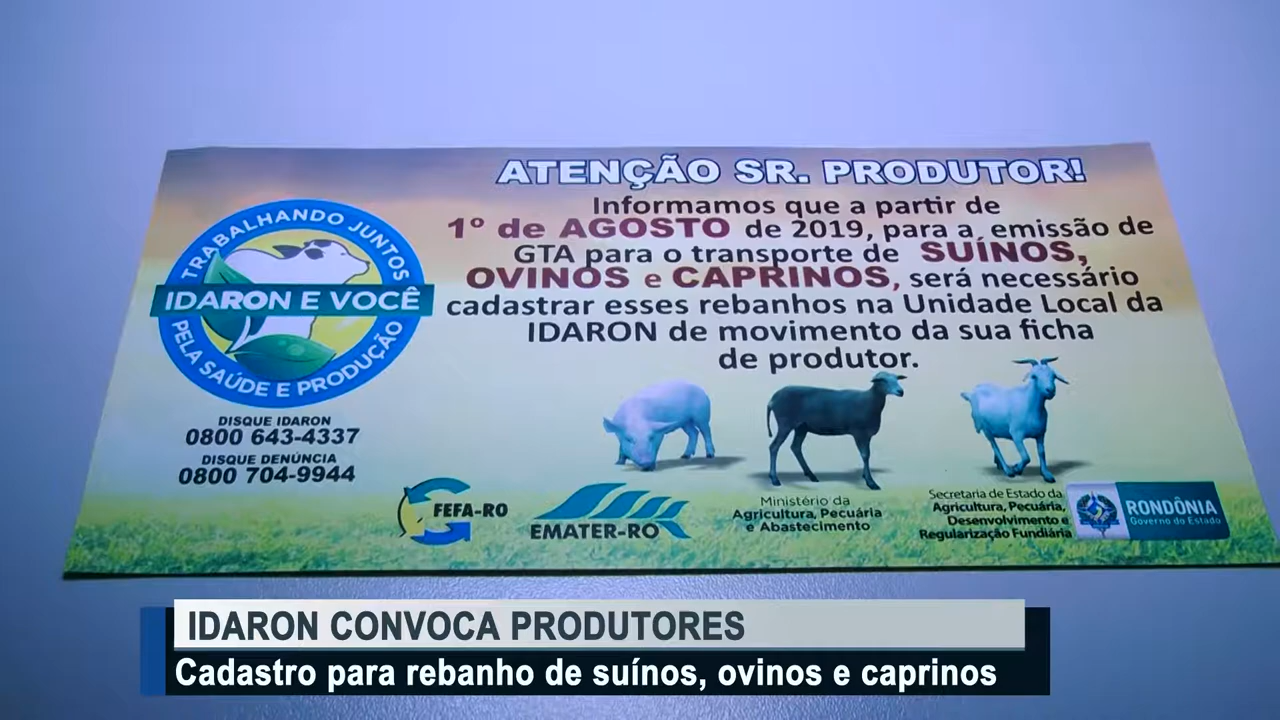 ATENÇÃO SR. PRODUTOR!
Informamos que a partir de
1º de AGOSTO de 2019, para a emissão de
GTA para o transporte de SUÍNOS,
OVINOS e CAPRINOS, será necessário
cadastrar esses rebanhos na Unidade Local da
IDARON de movimento da sua ficha
de produtor.
TRABALHANDO JUNTOS
IDARON E VOCÊ
PELA SAÚDE E PRODUÇÃO
DISQUE IDARON
0800 643-4337
DISQUE DENÚNCIA
0800 704-9944
FEFA-RO
EMATER-RO
Ministério da
Agricultura, Pecuária
e Abastecimento
Secretaria de Estado da
Agricultura, Pecuária,
Desenvolvimento e
Regularização Fundiária
RONDÔNIA
Governo do Estado
IDARON CONVOCA PRODUTORES
Cadastro para rebanho de suínos, ovinos e caprinos